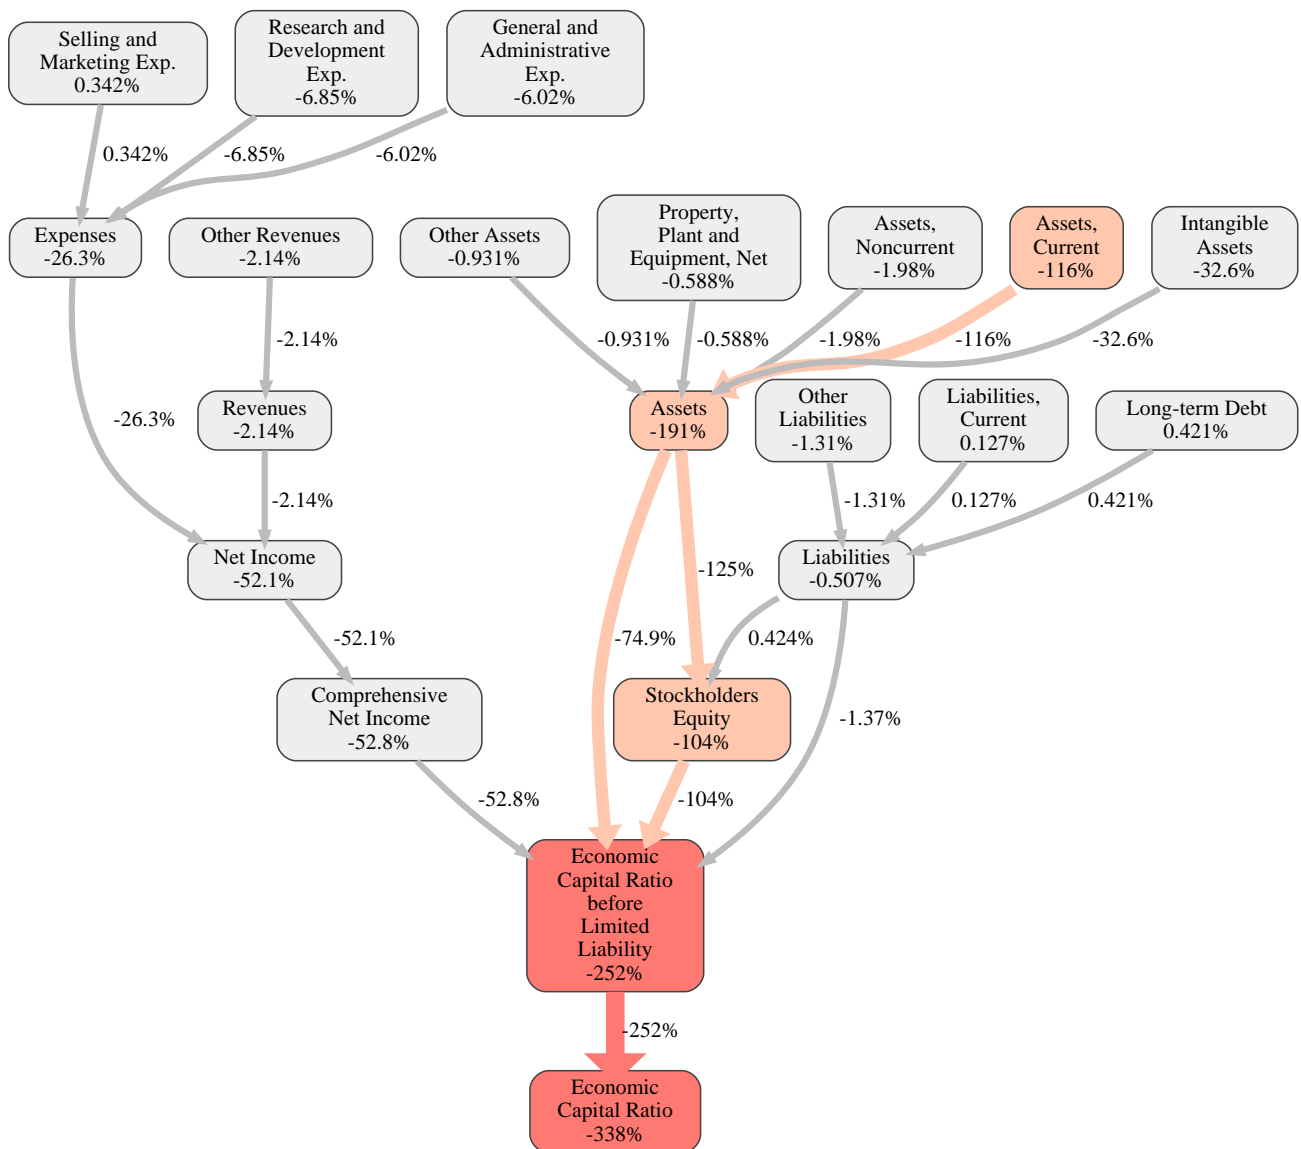 Selling and
Marketing Exp.
0.342%
Research and
Development
Exp.
-6.85%
General and
Administrative
Exp.
-6.02%
0.342%
-6.85%
-6.02%
Expenses
-26.3%
Other Revenues
-2.14%
Other Assets
-0.931%
Property,
Plant and
Equipment, Net
-0.588%
Assets,
Noncurrent
-1.98%
Assets,
Current
-116%
Intangible
Assets
-32.6%
-2.14%
-0.931%
-0.588%
-1.98%
-116%
-32.6%
-26.3%
Revenues
-2.14%
Assets
-191%
Other
Liabilities
-1.31%
Liabilities,
Current
0.127%
Long-term Debt
0.421%
-2.14%
-1.31%
0.127%
0.421%
Net Income
-52.1%
-125%
Liabilities
-0.507%
-52.1%
-74.9%
0.424%
Comprehensive
Net Income
-52.8%
Stockholders
Equity
-104%
-1.37%
-52.8%
-104%
Economic
Capital Ratio
before
Limited
Liability
-252%
-252%
Economic
Capital Ratio
-338%